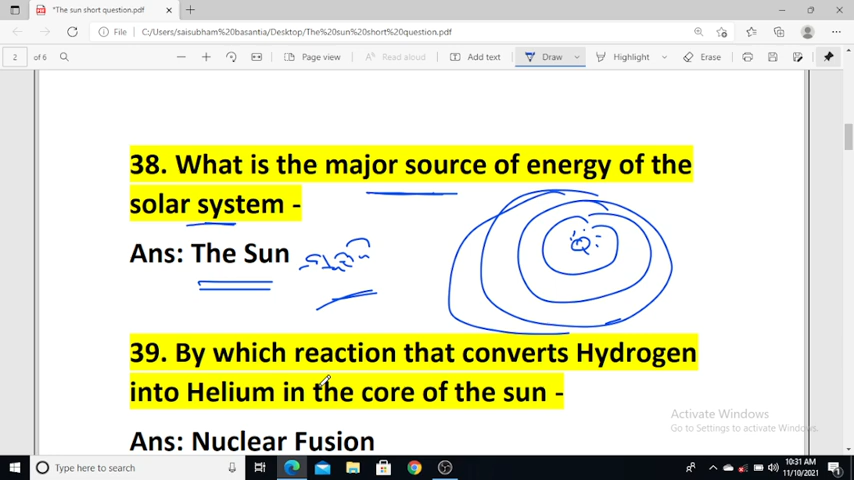 *The sun short question.pdf
File C:/Users/saisubham%20basantia/Desktop/The%20sun%20short%20question.pdf
2 of 6 Page view Read aloud Add text Draw Highlight Erase
38. What is the major source of energy of the
solar system -
Ans: The Sun
39. By which reaction that converts Hydrogen
into Helium in the core of the sun -
Ans: Nuclear Fusion
Activate Windows
Go to Settings to activate Windows.
Type here to search
10:31 AM
11/10/2021